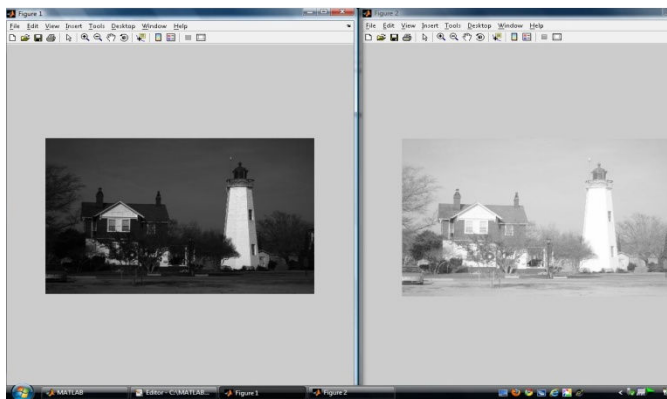 Figure 1
File Edit View Insert Tools Desktop Window Help
Figure 2
File Edit View Insert Tools Desktop Window Help
MATLAB
Editor - C:\MATLAB...
Figure 1
Figure 2